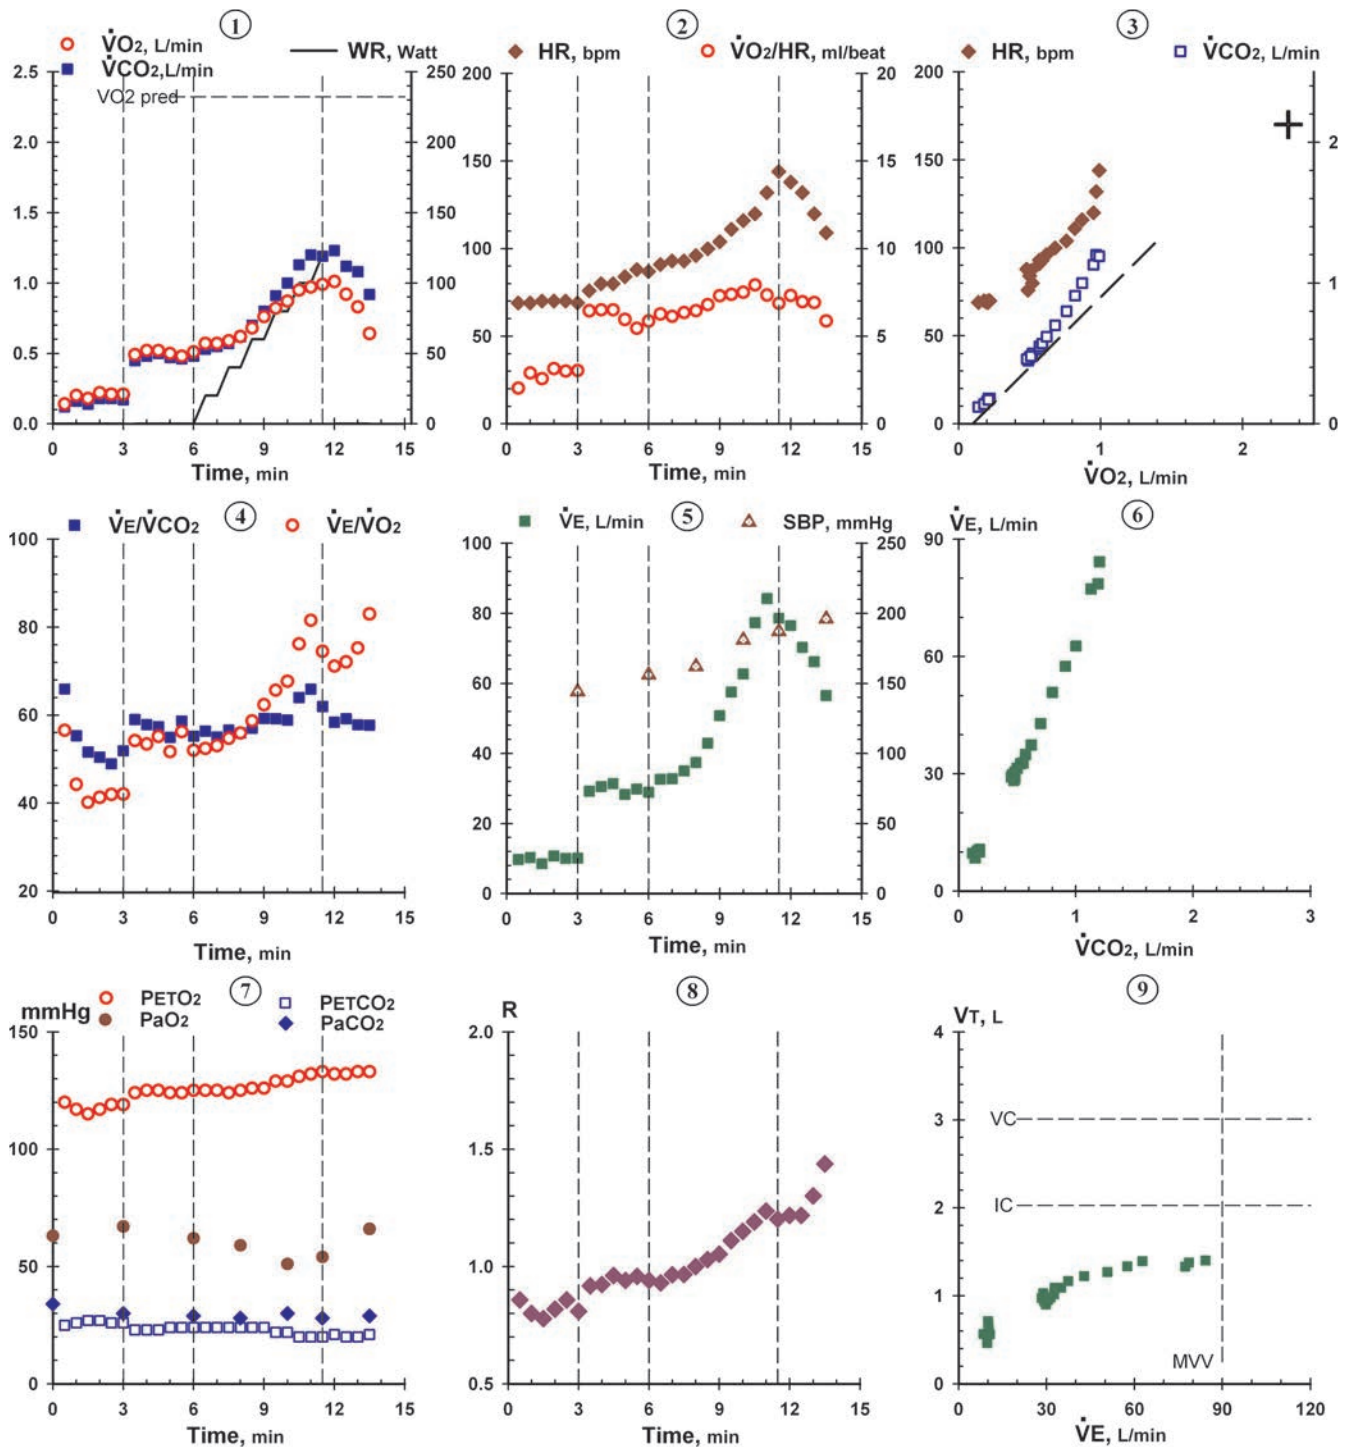 1
V̇O2, L/min
V̇CO2,L/min
WR, Watt
VO2 pred
2.5 250
2.0 200
1.5 150
1.0 100
0.5 50
0.0 0
0 3 6 9 12 15
Time, min
2
HR, bpm
V̇O2/HR, ml/beat
200 20
150 15
100 10
50 5
0 0
0 3 6 9 12 15
Time, min
3
HR, bpm
V̇CO2, L/min
200
150 2
100 1
50
0 0
0 1 2
V̇O2, L/min
4
V̇E/V̇CO2
V̇E/V̇O2
100
80
60
40
20
0 3 6 9 12 15
Time, min
5
V̇E, L/min
SBP, mmHg
100 250
80 200
60 150
40 100
20 50
0 0
0 3 6 9 12 15
Time, min
6
V̇E, L/min
90
60
30
0
0 1 2 3
V̇CO2, L/min
7
mmHg
PETO2
PaO2
PETCO2
PaCO2
150
100
50
0
0 3 6 9 12 15
Time, min
8
R
2.0
1.5
1.0
0.5
0 3 6 9 12 15
Time, min
9
VT, L
4
3
2
1
0
VC
IC
MVV
0 30 60 90 120
V̇E, L/min